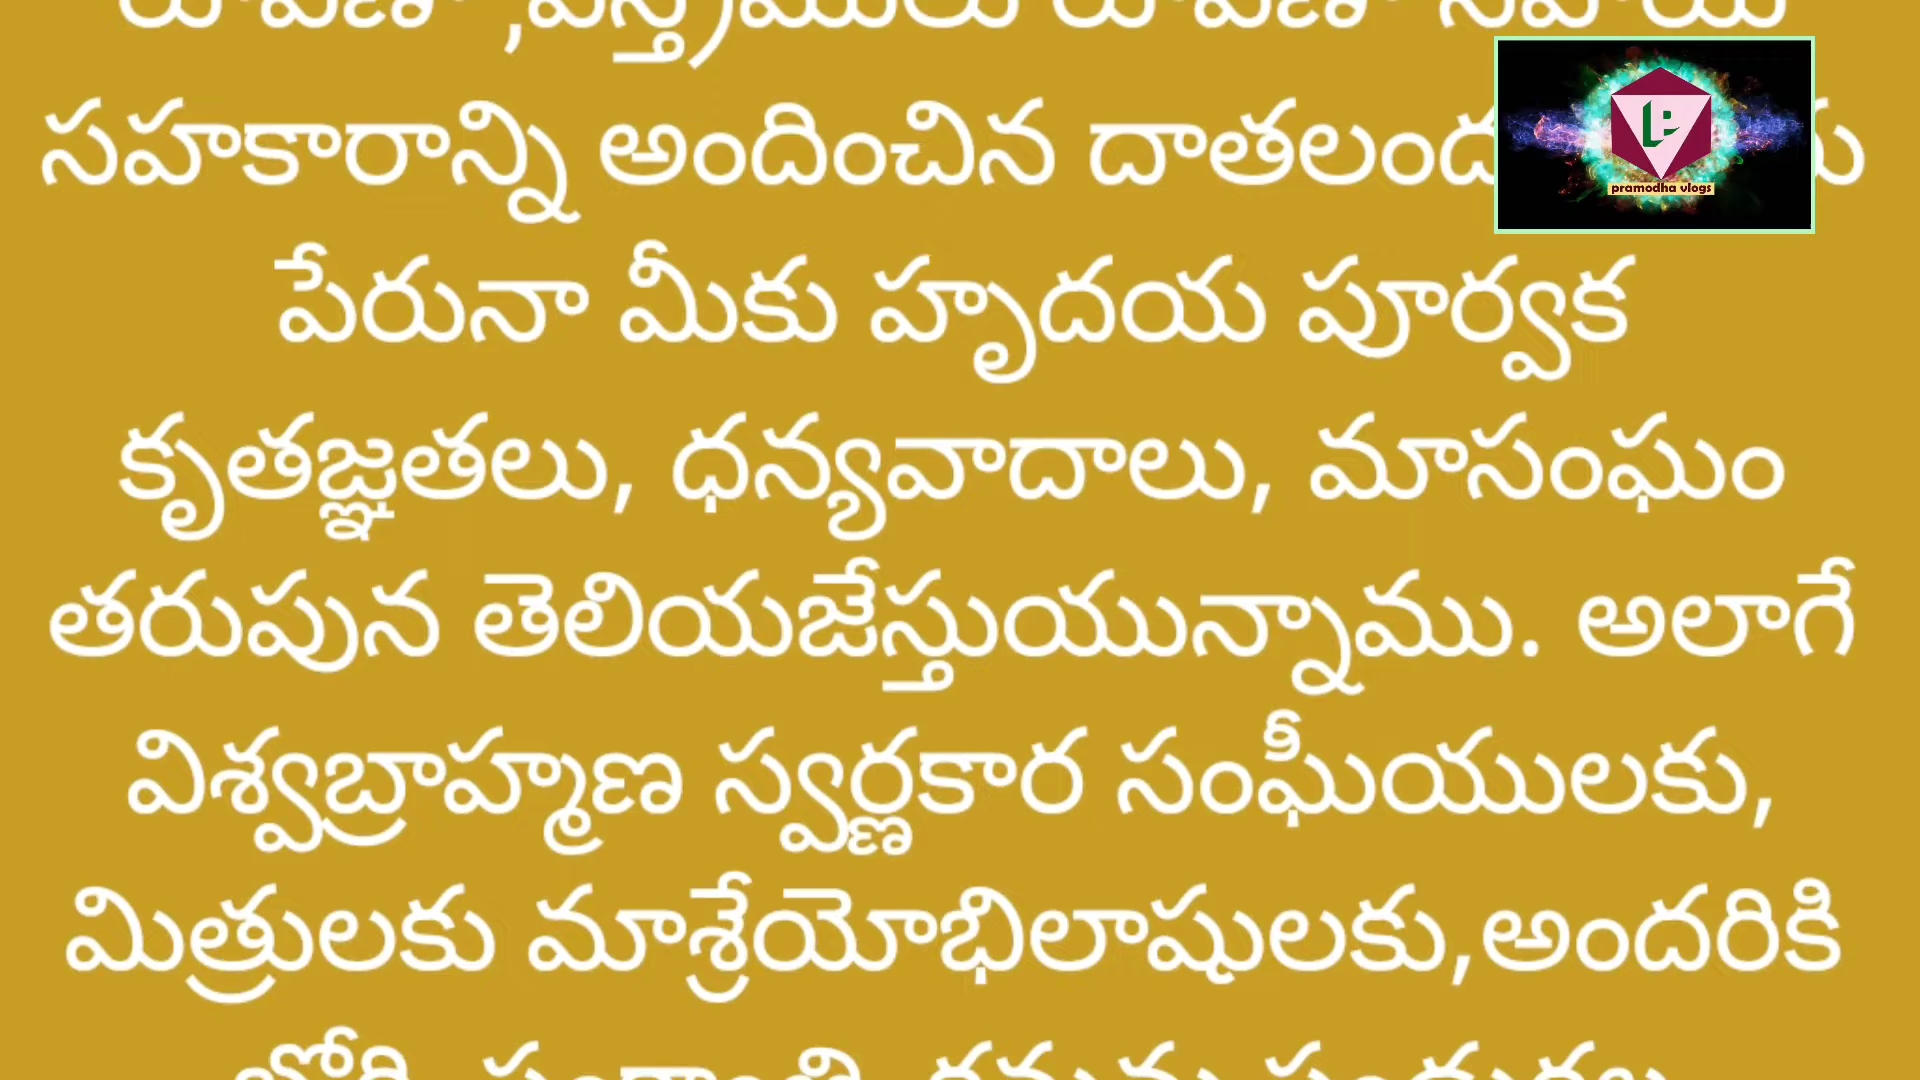 సహకారాన్ని అందించిన
పేరునా మీకు హృదయ పూర్వక
కృతజ్ఞతలు, ధన్యవాదాలు, మాసంఘం
తరుపున తెలియజేస్తుయున్నాము. అలాగే
విశ్వబ్రాహ్మణ స్వర్ణకార సంఘీయులకు,
మిత్రులకు మాశ్రేయోభిలాషులకు,అందరికి
LP
pramodha vlogs